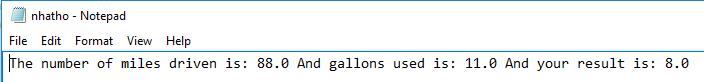 nhatho - Notepad
File Edit Format View Help
The number of miles driven is: 88.0 And gallons used is: 11.0 And your result is: 8.0